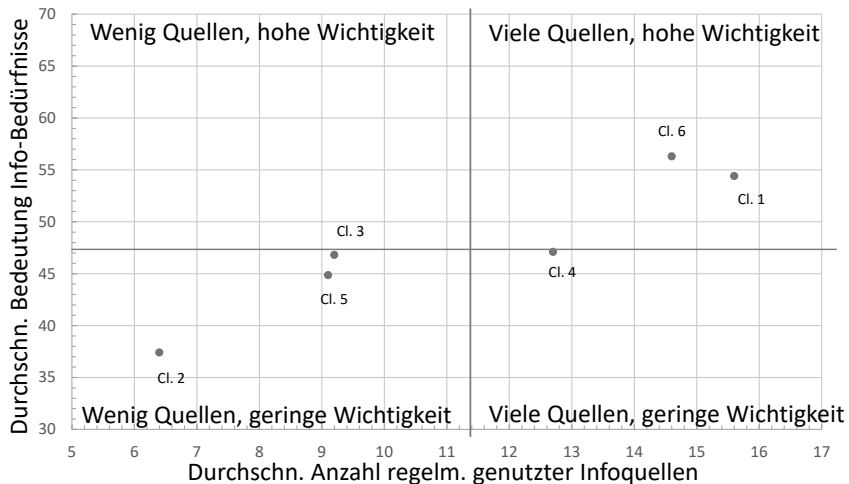 Durchschn. Bedeutung Info-Bedürfnisse
70
65
60
55
50
45
40
35
30
Wenig Quellen, hohe Wichtigkeit
Viele Quellen, hohe Wichtigkeit
Cl. 6
Cl. 1
Cl. 3
Cl. 4
Cl. 5
Cl. 2
Wenig Quellen, geringe Wichtigkeit
Viele Quellen, geringe Wichtigkeit
5 6 7 8 9 10 11 12 13 14 15 16 17
Durchschn. Anzahl regelm. genutzter Infoquellen